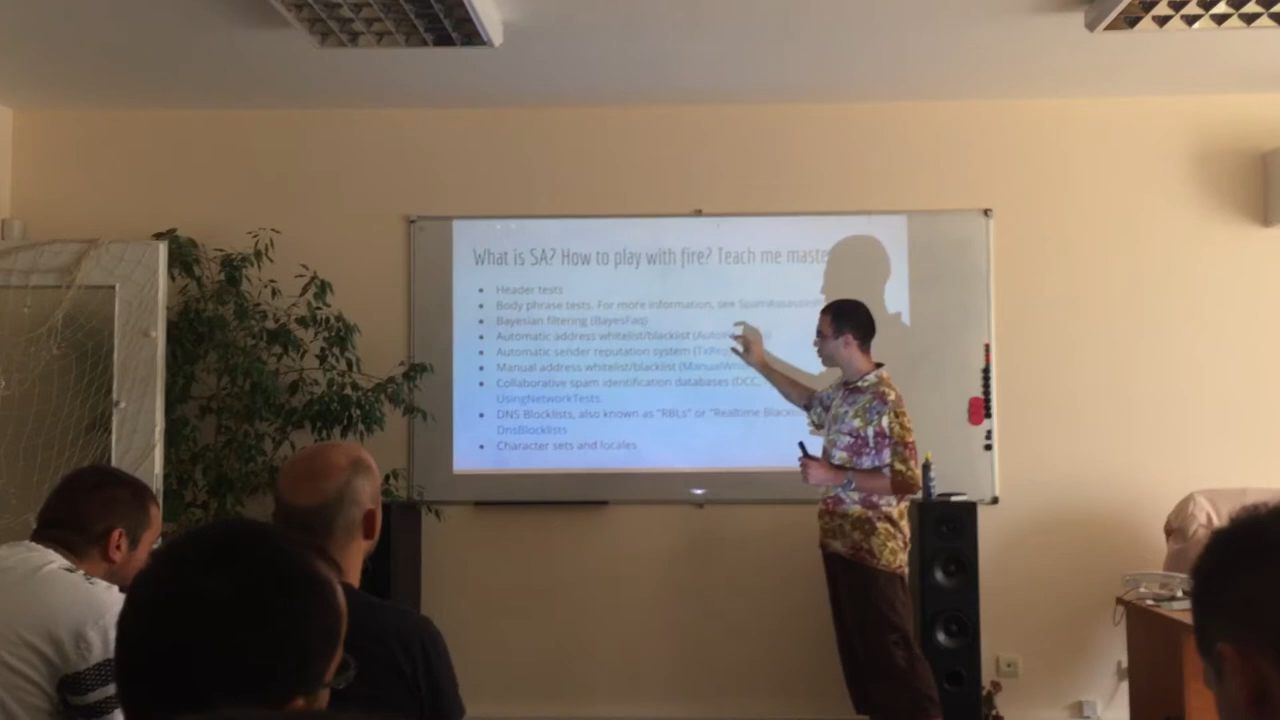 What is SA? How to play with fire? Teach me maste
Header tests
Body phrase tests. For more information, see SpamAssassin
Bayesian filtering (BayesFaq)
Automatic address whitelist/blacklist
Automatic sender reputation system
Manual address whitelist/blacklist
Collaborative spam identification databases (DCC,
UsingNetworkTests.
DNS Blocklists, also known as "RBLs" or "Realtime
DnsBlocklists
Character sets and locales